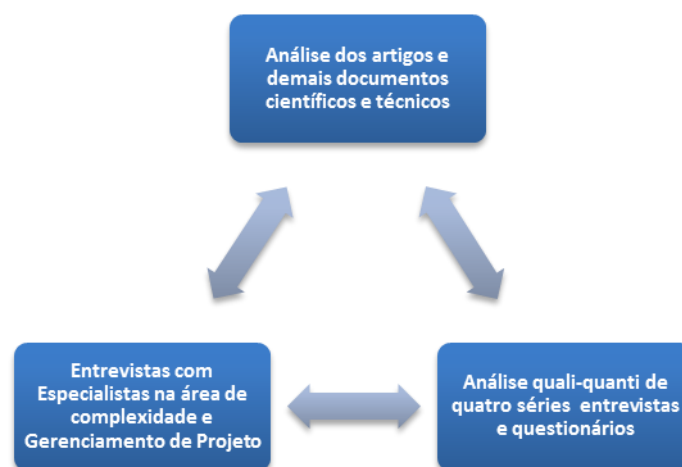 Análise dos artigos e
demais documentos
científicos e técnicos
Entrevistas com
Especialistas na área de
complexidade e
Gerenciamento de Projeto
Análise quali-quanti de
quatro séries entrevistas
e questionários